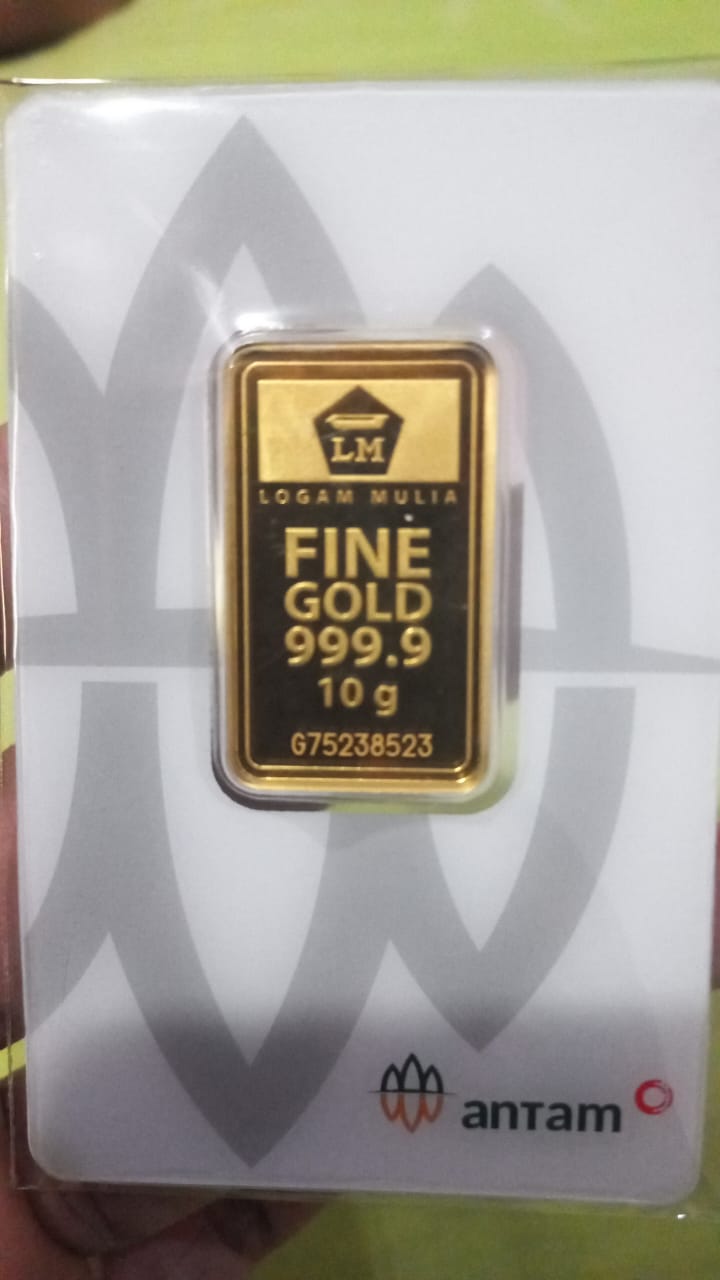 LM
LOGAM MULIA
FINE
GOLD
999.9
10 g
G75238523
antam